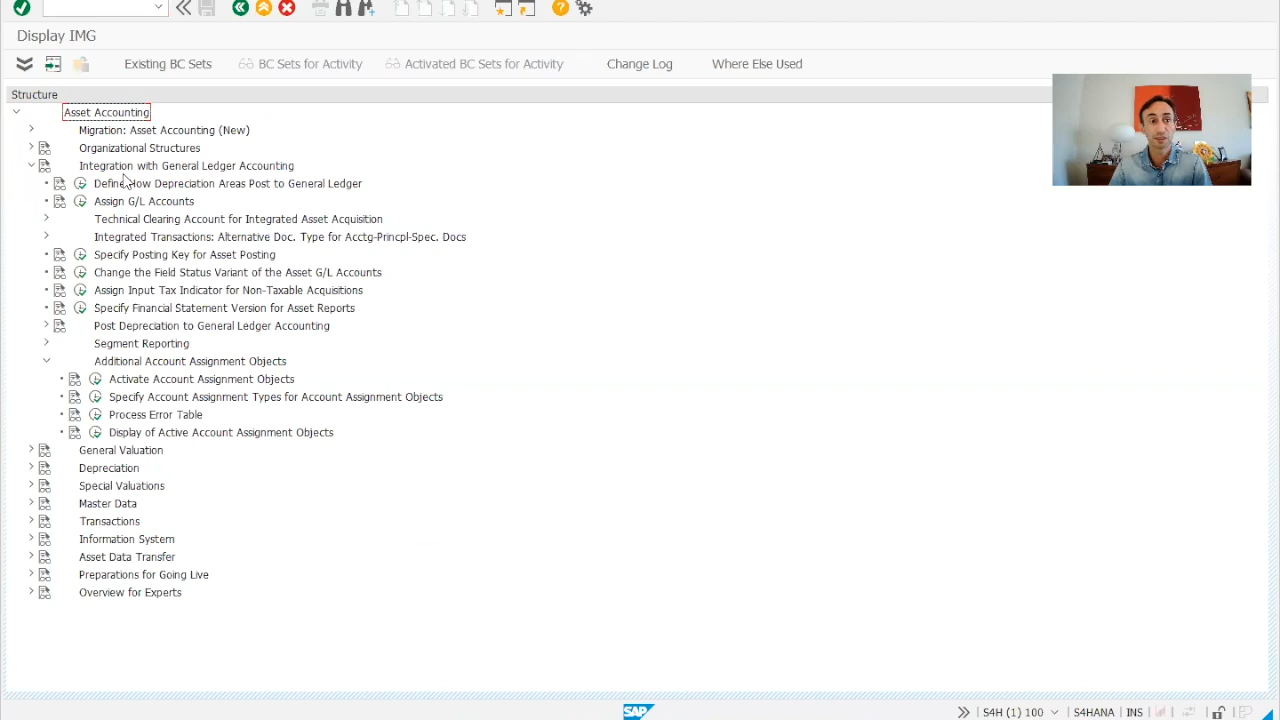 Display IMG
Existing BC Sets BC Sets for Activity Activated BC Sets for Activity Change Log Where Else Used
Structure
Asset Accounting
Migration: Asset Accounting (New)
Organizational Structures
Integration with General Ledger Accounting
Define How Depreciation Areas Post to General Ledger
Assign G/L Accounts
Technical Clearing Account for Integrated Asset Acquisition
Integrated Transactions: Alternative Doc. Type for Acctg-Princpl-Spec. Docs
Specify Posting Key for Asset Posting
Change the Field Status Variant of the Asset G/L Accounts
Assign Input Tax Indicator for Non-Taxable Acquisitions
Specify Financial Statement Version for Asset Reports
Post Depreciation to General Ledger Accounting
Segment Reporting
Additional Account Assignment Objects
Activate Account Assignment Objects
Specify Account Assignment Types for Account Assignment Objects
Process Error Table
Display of Active Account Assignment Objects
General Valuation
Depreciation
Special Valuations
Master Data
Transactions
Information System
Asset Data Transfer
Preparations for Going Live
Overview for Experts
SAP S4H (1) 100 S4HANA INS